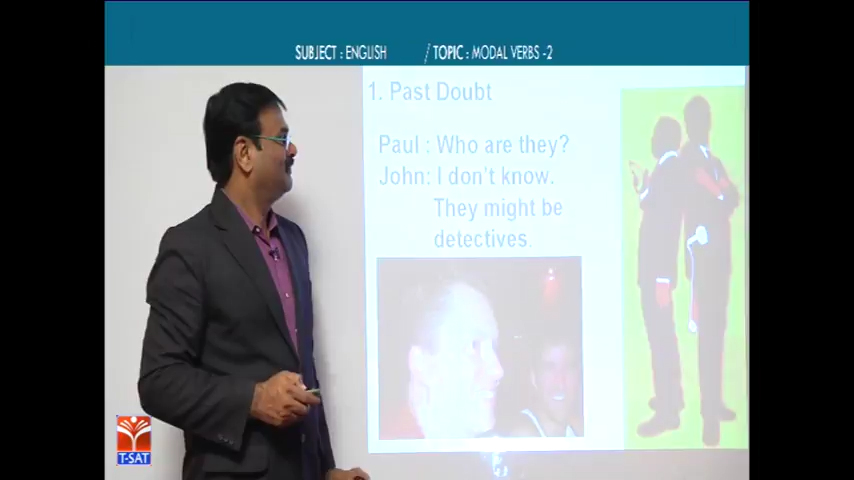 SUBJECT : ENGLISH / TOPIC : MODAL VERBS -2
1. Past Doubt
Paul : Who are they?
John: I don't know.
They might be
detectives.
T-SAT